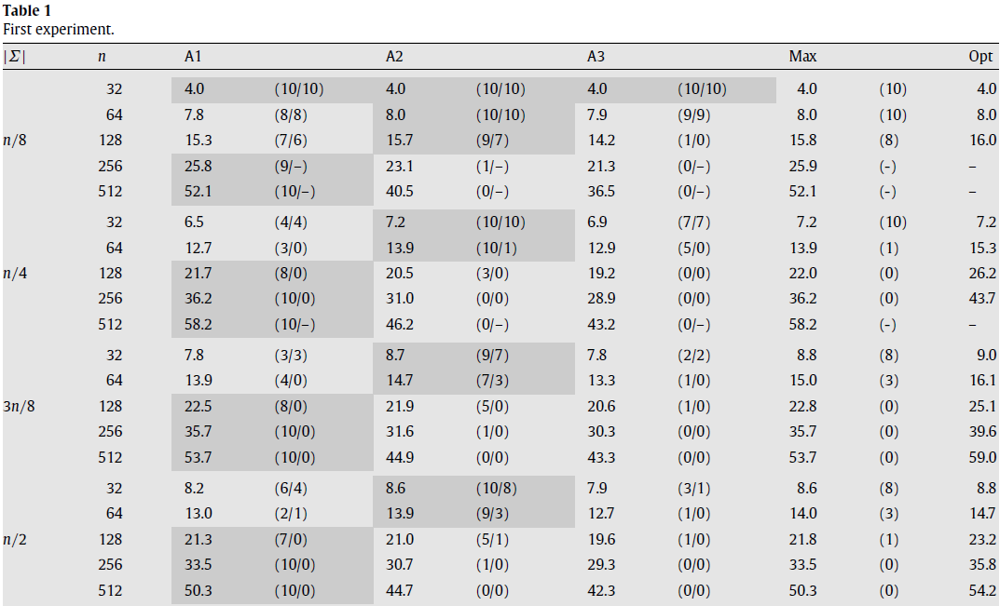 Table 1
First experiment.
|Σ| n A1 A2 A3 Max Opt
32 4.0 (10/10) 4.0 (10/10) 4.0 (10/10) 4.0 (10) 4.0
64 7.8 (8/8) 8.0 (10/10) 7.9 (9/9) 8.0 (10) 8.0
n/8 128 15.3 (7/6) 15.7 (9/7) 14.2 (1/0) 15.8 (8) 16.0
256 25.8 (9/–) 23.1 (1/–) 21.3 (0/–) 25.9 (-) –
512 52.1 (10/–) 40.5 (0/–) 36.5 (0/–) 52.1 (-) –
32 6.5 (4/4) 7.2 (10/10) 6.9 (7/7) 7.2 (10) 7.2
64 12.7 (3/0) 13.9 (10/1) 12.9 (5/0) 13.9 (1) 15.3
n/4 128 21.7 (8/0) 20.5 (3/0) 19.2 (0/0) 22.0 (0) 26.2
256 36.2 (10/0) 31.0 (0/0) 28.9 (0/0) 36.2 (0) 43.7
512 58.2 (10/–) 46.2 (0/–) 43.2 (0/–) 58.2 (-) –
32 7.8 (3/3) 8.7 (9/7) 7.8 (2/2) 8.8 (8) 9.0
64 13.9 (4/0) 14.7 (7/3) 13.3 (1/0) 15.0 (3) 16.1
3n/8 128 22.5 (8/0) 21.9 (5/0) 20.6 (1/0) 22.8 (0) 25.1
256 35.7 (10/0) 31.6 (1/0) 30.3 (0/0) 35.7 (0) 39.6
512 53.7 (10/0) 44.9 (0/0) 43.3 (0/0) 53.7 (0) 59.0
32 8.2 (6/4) 8.6 (10/8) 7.9 (3/1) 8.6 (8) 8.8
64 13.0 (2/1) 13.9 (9/3) 12.7 (1/0) 14.0 (3) 14.7
n/2 128 21.3 (7/0) 21.0 (5/1) 19.6 (1/0) 21.8 (1) 23.2
256 33.5 (10/0) 30.7 (1/0) 29.3 (0/0) 33.5 (0) 35.8
512 50.3 (10/0) 44.7 (0/0) 42.3 (0/0) 50.3 (0) 54.2